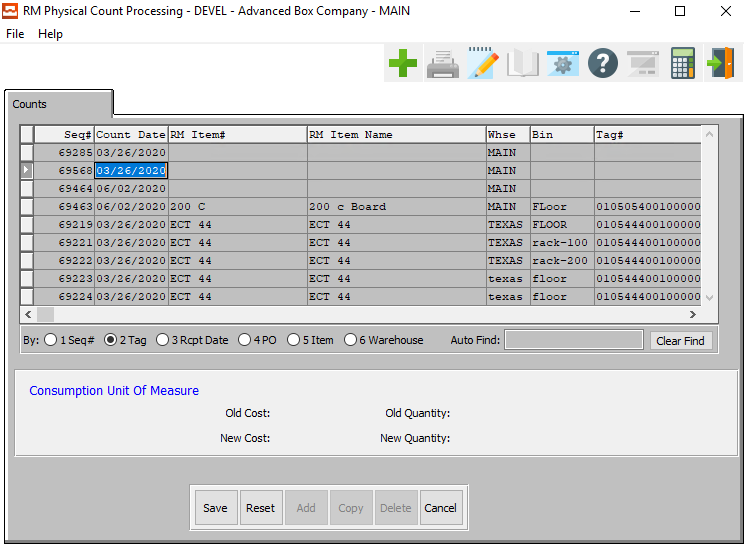 RM Physical Count Processing - DEVEL - Advanced Box Company - MAIN
File Help
Counts
Seq# Count Date RM Item# RM Item Name Whse Bin Tag#
69285 03/26/2020 MAIN
69568 03/26/2020 MAIN
69464 06/02/2020 MAIN
69463 06/02/2020 200 C 200 c Board MAIN FLoor 010505400100000
69219 03/26/2020 ECT 44 ECT 44 TEXAS FLOOR 010544400100000
69221 03/26/2020 ECT 44 ECT 44 TEXAS rack-100 010544400100000
69222 03/26/2020 ECT 44 ECT 44 TEXAS rack-200 010544400100000
69223 03/26/2020 ECT 44 ECT 44 texas floor 010544400100000
69224 03/26/2020 ECT 44 ECT 44 texas floor 010544400100000
By: 1 Seq# 2 Tag 3 Rcpt Date 4 PO 5 Item 6 Warehouse Auto Find: Clear Find
Consumption Unit Of Measure
Old Cost: Old Quantity:
New Cost: New Quantity:
Save Reset Add Copy Delete Cancel